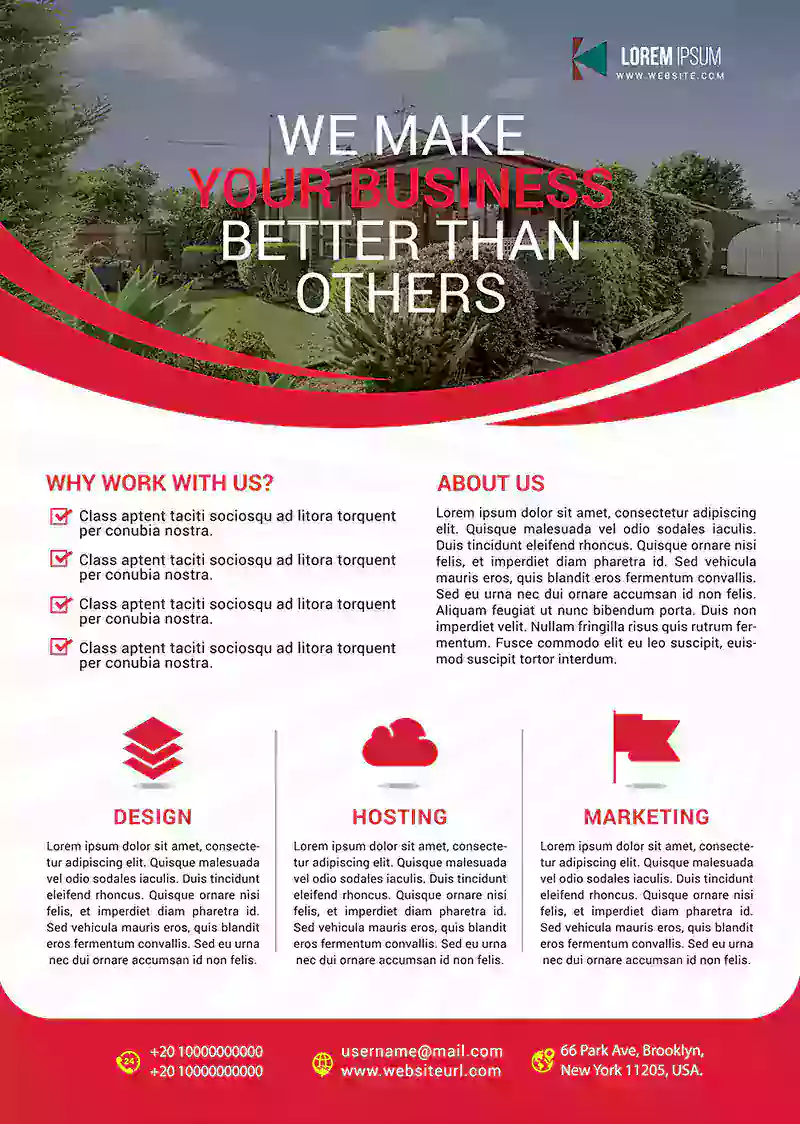 LOREM IPSUM
WWW.WEBSITE.COM
WE MAKE
YOUR BUSINESS
BETTER THAN
OTHERS
WHY WORK WITH US?
Class aptent taciti sociosqu ad litora torquent
per conubia nostra.
Class aptent taciti sociosqu ad litora torquent
per conubia nostra.
Class aptent taciti sociosqu ad litora torquent
per conubia nostra.
Class aptent taciti sociosqu ad litora torquent
per conubia nostra.
ABOUT US
Lorem ipsum dolor sit amet, consectetur adipiscing
elit. Quisque malesuada vel odio sodales iaculis.
Duis tincidunt eleifend rhoncus. Quisque ornare nisi
felis, et imperdiet diam pharetra id. Sed vehicula
mauris eros, quis blandit eros fermentum convallis.
Sed eu urna nec dui ornare accumsan id non felis.
Aliquam feugiat ut nunc bibendum porta. Duis non
imperdiet velit. Nullam fringilla risus quis rutrum fer-
mentum. Fusce commodo elit eu leo suscipit, euis-
mod suscipit tortor interdum.
DESIGN
Lorem ipsum dolor sit amet, consecte-
tur adipiscing elit. Quisque malesuada
vel odio sodales iaculis. Duis tincidunt
eleifend rhoncus. Quisque ornare nisi
felis, et imperdiet diam pharetra id.
Sed vehicula mauris eros, quis blandit
eros fermentum convallis. Sed eu urna
nec dui ornare accumsan id non felis.
HOSTING
Lorem ipsum dolor sit amet, consecte-
tur adipiscing elit. Quisque malesuada
vel odio sodales iaculis. Duis tincidunt
eleifend rhoncus. Quisque ornare nisi
felis, et imperdiet diam pharetra id.
Sed vehicula mauris eros, quis blandit
eros fermentum convallis. Sed eu urna
nec dui ornare accumsan id non felis.
MARKETING
Lorem ipsum dolor sit amet, consecte-
tur adipiscing elit. Quisque malesuada
vel odio sodales iaculis. Duis tincidunt
eleifend rhoncus. Quisque ornare nisi
felis, et imperdiet diam pharetra id.
Sed vehicula mauris eros, quis blandit
eros fermentum convallis. Sed eu urna
nec dui ornare accumsan id non felis.
24
+20 10000000000
+20 10000000000
username@mail.com
www.websiteurl.com
66 Park Ave, Brooklyn,
New York 11205, USA.